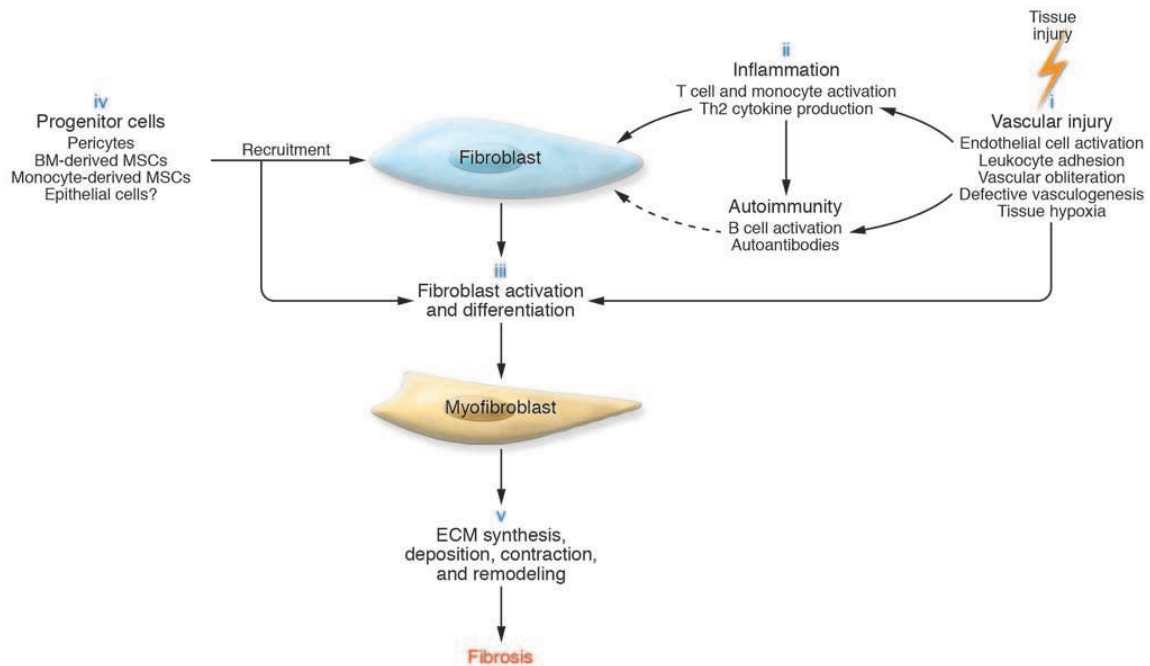 Tissue
injury
ii
Inflammation
T cell and monocyte activation
Th2 cytokine production
i
Vascular injury
Endothelial cell activation
Leukocyte adhesion
Vascular obliteration
Defective vasculogenesis
Tissue hypoxia
iv
Progenitor cells
Pericytes
BM-derived MSCs
Monocyte-derived MSCs
Epithelial cells?
Recruitment
Fibroblast
Autoimmunity
B cell activation
Autoantibodies
iii
Fibroblast activation
and differentiation
Myofibroblast
v
ECM synthesis,
deposition, contraction,
and remodeling
Fibrosis